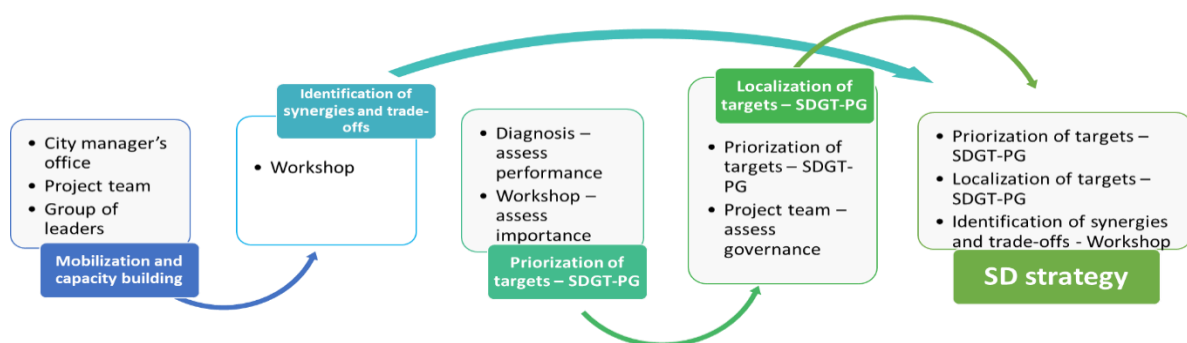 • City manager's
office
• Project team
• Group of
leaders
Mobilization and
capacity building
Identification of
synergies and trade-
offs
• Workshop
• Diagnosis –
assess
performance
• Workshop –
assess
importance
Priorization of
targets – SDGT-PG
Localization of
targets – SDGT-PG
• Priorization of
targets – SDGT-
PG
• Project team –
assess
governance
• Priorization of targets –
SDGT-PG
• Localization of targets –
SDGT-PG
• Identification of synergies
and trade-offs - Workshop
SD strategy